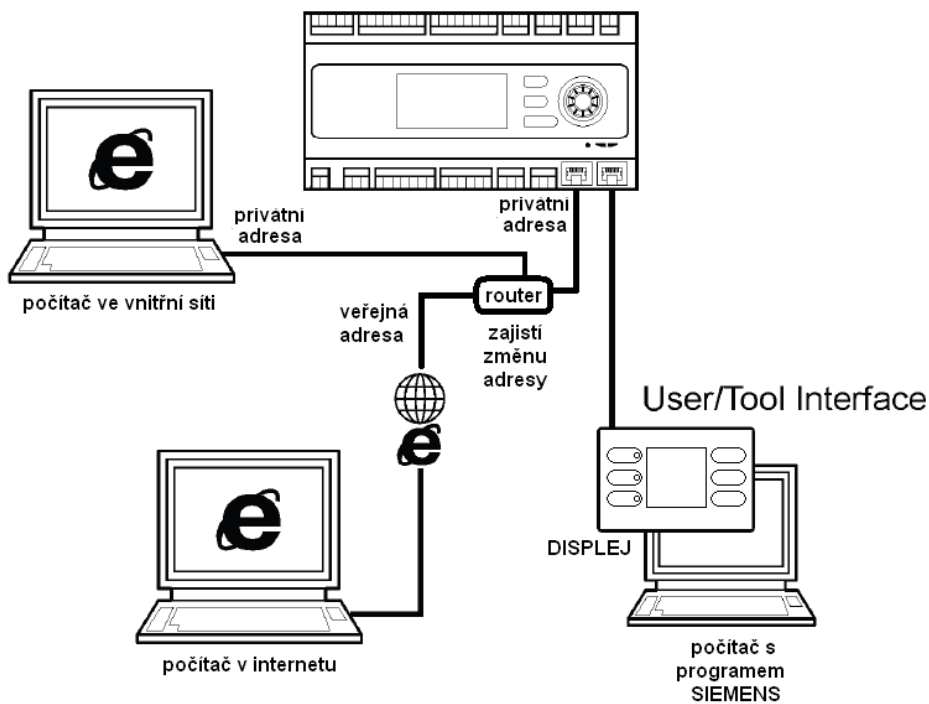 privátní
adresa
privátní
adresa
počítač ve vnitřní síti
router
veřejná
adresa
zajistí
změnu
adresy
User/Tool Interface
DISPLEJ
počítač v internetu
počítač s
programem
SIEMENS